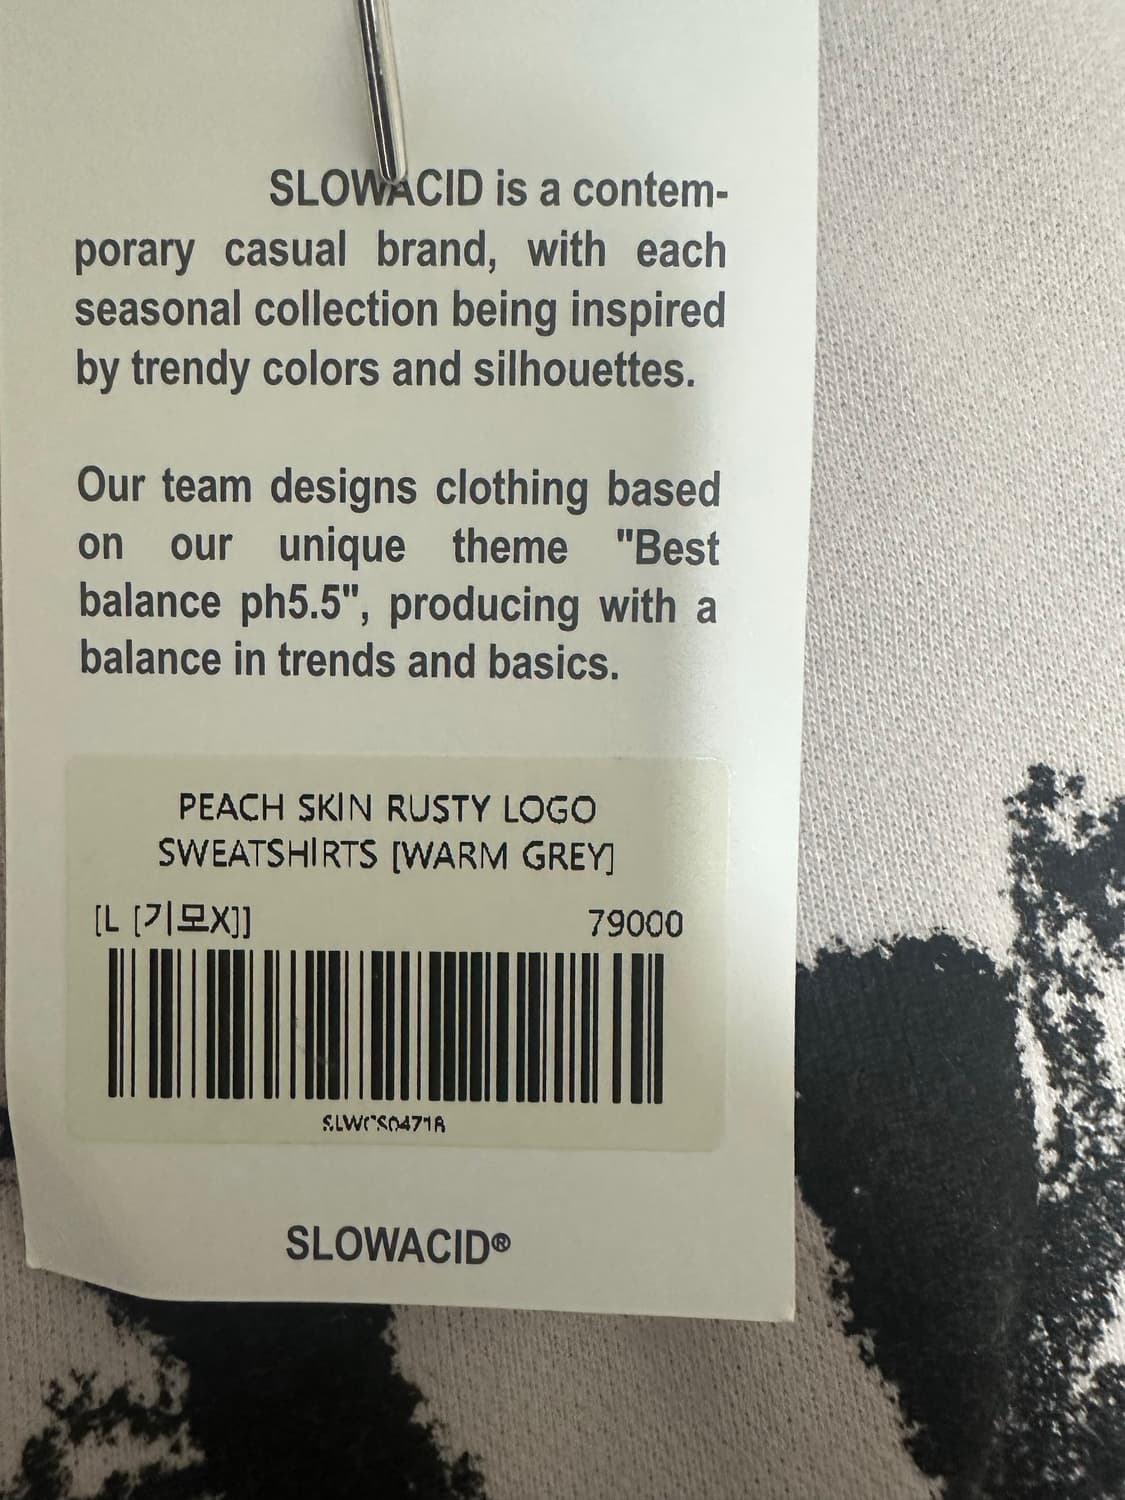 SLOWACID is a contem-
porary casual brand, with each
seasonal collection being inspired
by trendy colors and silhouettes.
Our team designs clothing based
on our unique theme "Best
balance ph5.5", producing with a
balance in trends and basics.
PEACH SKIN RUSTY LOGO
SWEATSHIRTS [WARM GREY]
[L [기모X]] 79000
SLOWACID®